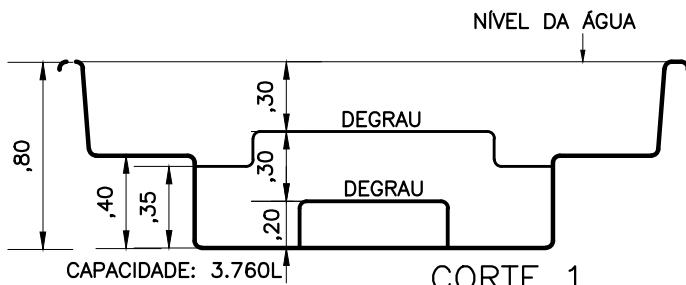 NÍVEL DA ÁGUA
,30
DEGRAU
,80
,30
DEGRAU
,40
,35
,20
CAPACIDADE: 3.760L
CORTE 1